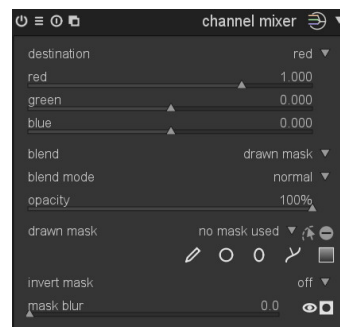 channel mixer
destination red
red 1.000
green 0.000
blue 0.000
blend drawn mask
blend mode normal
opacity 100%
drawn mask no mask used
invert mask off
mask blur 0.0